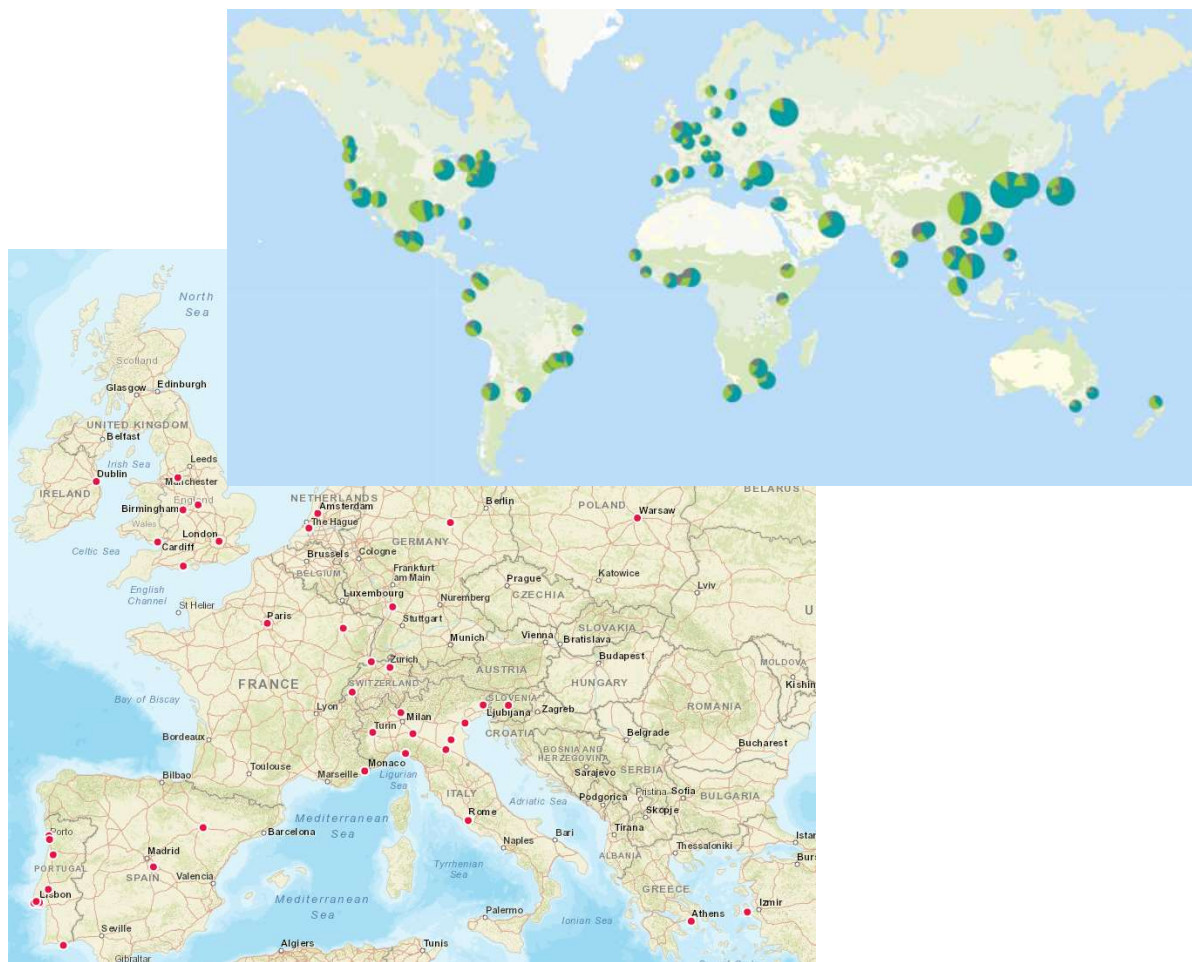 North
Sea
Scotland
Glasgow
Edinburgh
UNITED KINGDOM
Belfast
Irish Sea
Leeds
Dublin
Manchester
IRELAND
England
Birmingham
Wales
London
Celtic Sea
Cardiff
English
Channel
St Helier
NETHERLANDS
Amsterdam
The Hague
Berlin
POLAND
Warsaw
BELARUS
GERMANY
Brussels
Cologne
BELGIUM
Frankfurt
am Main
Prague
Katowice
Lviv
Luxembourg
Nuremberg
CZECHIA
Paris
Stuttgart
SLOVAKIA
U
Munich
Vienna
Bratislava
Zurich
Budapest
MOLDOVA
AUSTRIA
Kishin
FRANCE
SWITZERLAND
HUNGARY
Bay of Biscay
Lyon
SLOVENIA
Ljubljana
Zagreb
ROMANIA
Milan
Turin
CROATIA
Bordeaux
Belgrade
Bucharest
BOSNIA AND
HERZEGOVINA
Toulouse
Monaco
SERBIA
Bilbao
Marseille
Ligurian
Sea
Sarajevo
ITALY
Adriatic Sea
Podgorica
Pristina
Sofia
BULGARIA
Skopje
Mediterranean
Sea
Rome
Porto
Barcelona
Tirana
Istan
Bari
Naples
Madrid
ALBANIA
Thessaloniki
Burs
PORTUGAL
SPAIN
Valencia
Tyrrhenian
Sea
GREECE
Lisbon
Mediterranean
Sea
Izmir
Palermo
Ionian Sea
Athens
Seville
Algiers
Tunis
Gibraltar